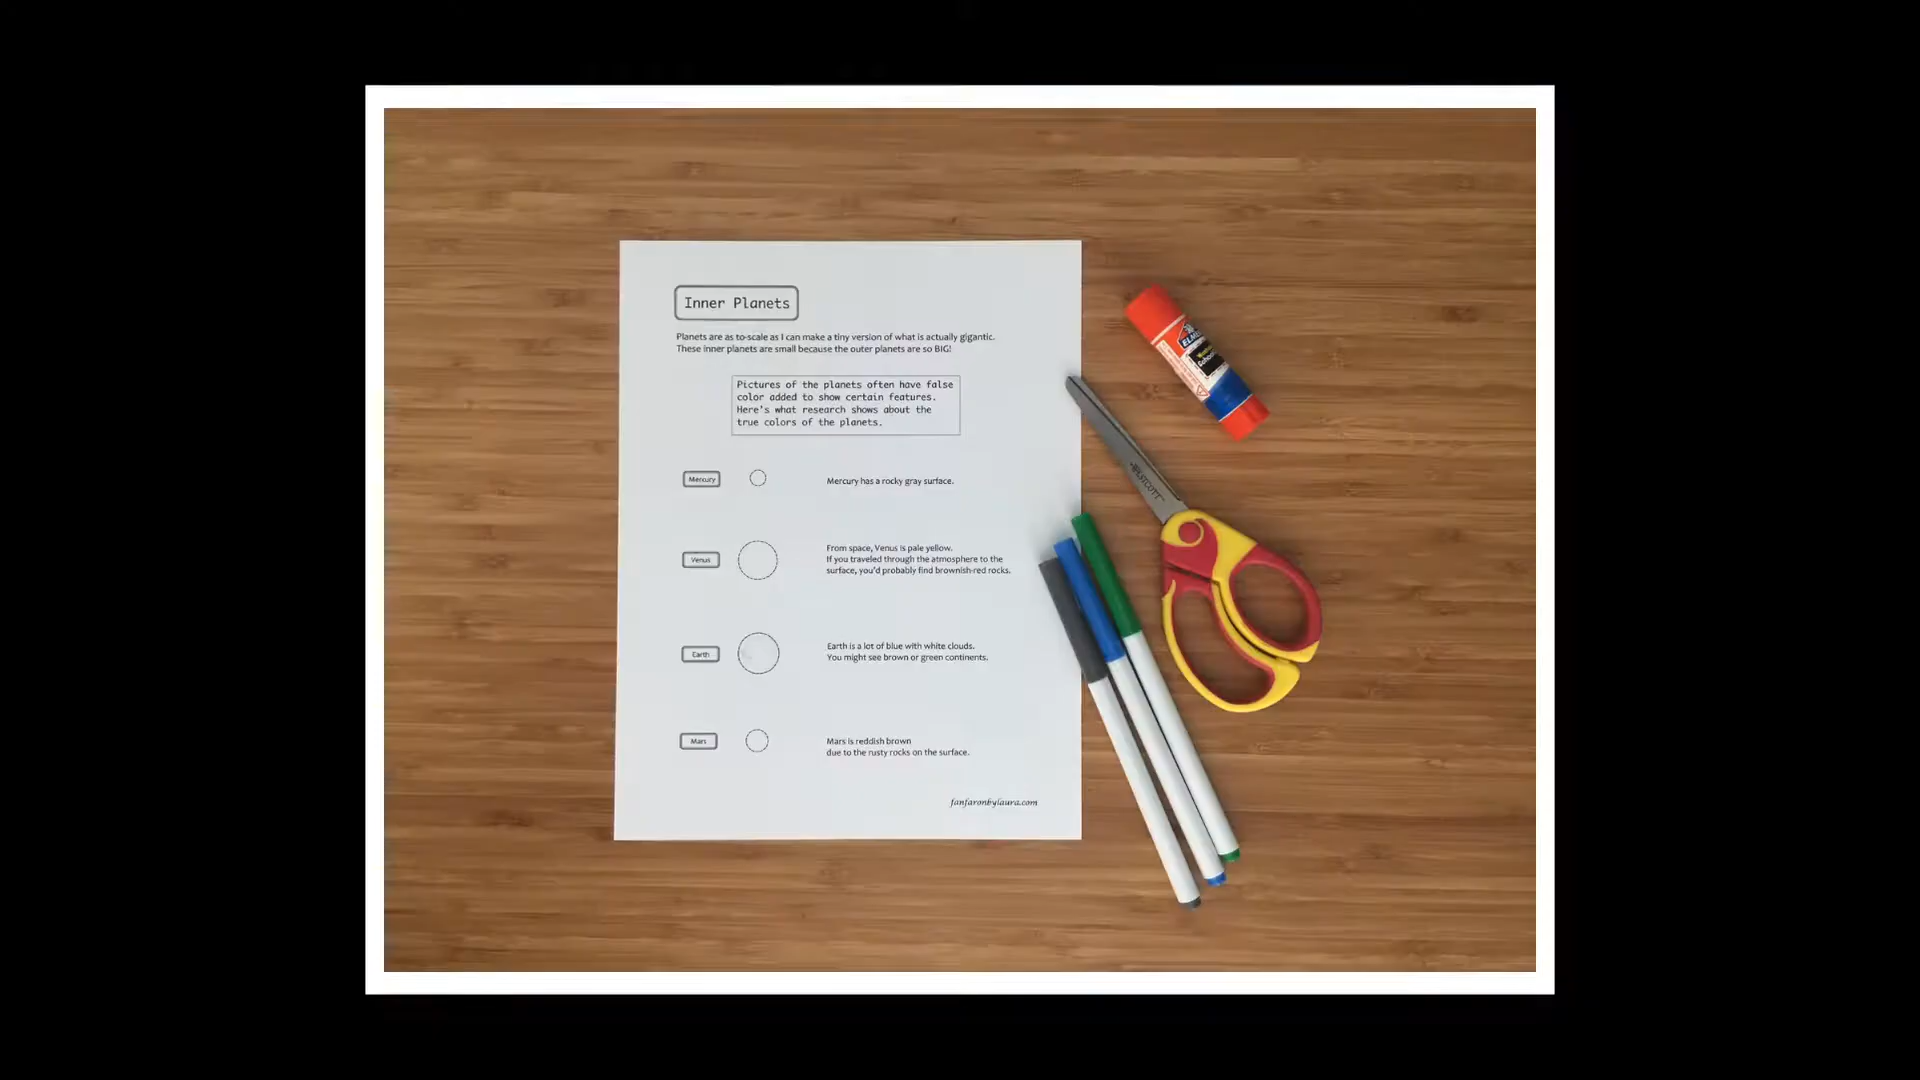 Inner Planets
Planets are as to-scale as I can make a tiny version of what is actually gigantic.
These inner planets are small because the outer planets are so BIG!
Pictures of the planets often have false
color added to show certain features.
Here's what research shows about the
true colors of the planets.
Mercury
Mercury has a rocky gray surface.
Venus
From space, Venus is pale yellow.
If you traveled through the atmosphere to the
surface, you'd probably find brownish-red rocks.
Earth
Earth is a lot of blue with white clouds.
You might see brown or green continents.
Mars
Mars is reddish brown
due to the rusty rocks on the surface.
fanfaronbylaura.com
ELMER'S
WESTCOTT